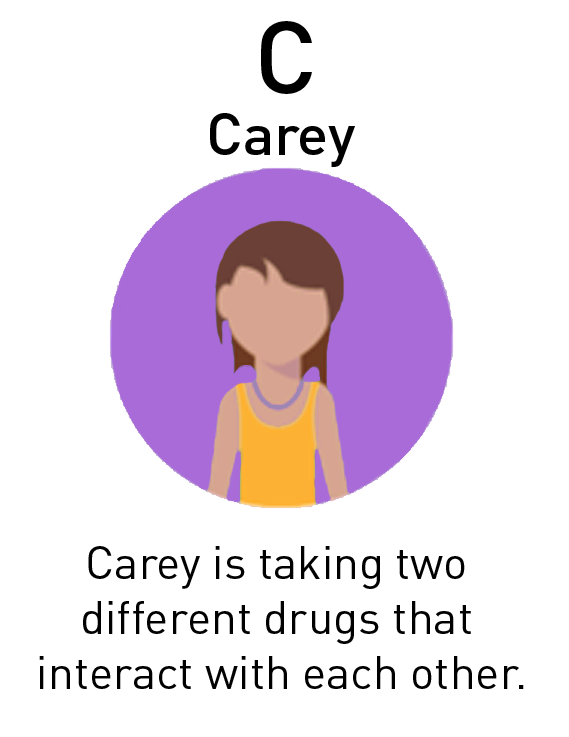 C
Carey
Carey is taking two
different drugs that
interact with each other.